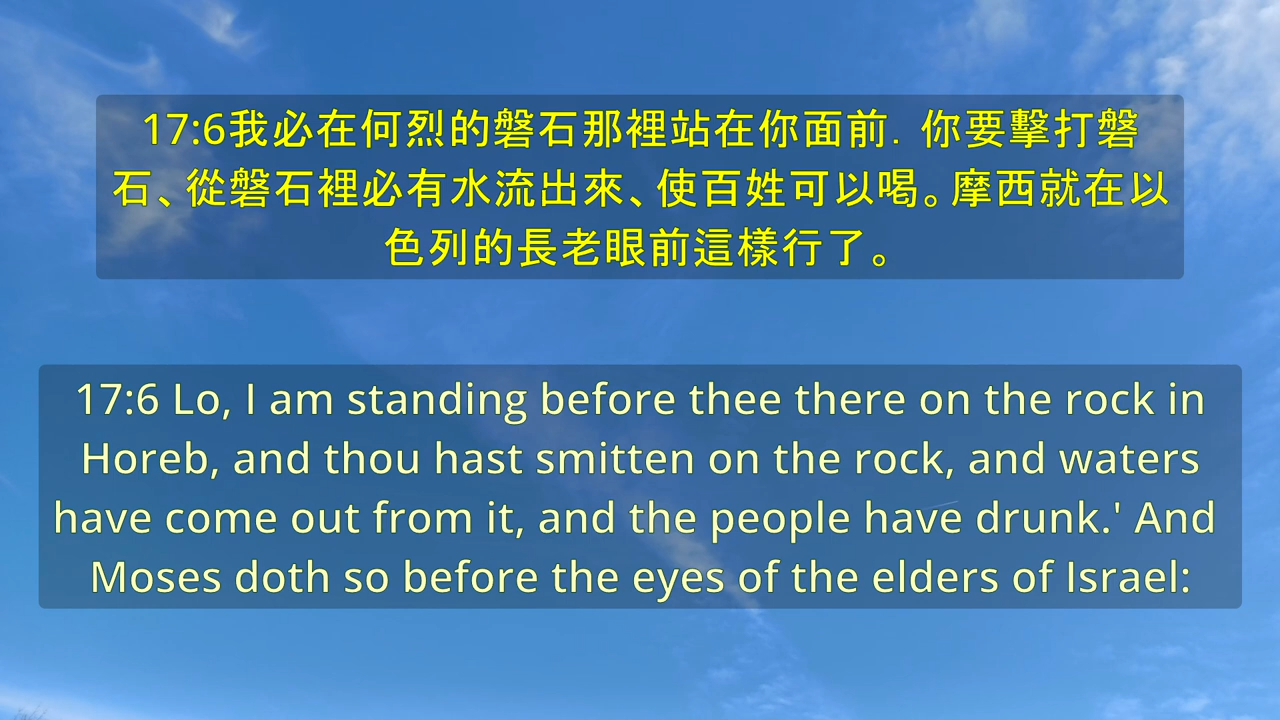 17:6我必在何烈的磐石那裡站在你面前．你要擊打磐
石、從磐石裡必有水流出來、使百姓可以喝。摩西就在以
色列的長老眼前這樣行了。
17:6 Lo, I am standing before thee there on the rock in
Horeb, and thou hast smitten on the rock, and waters
have come out from it, and the people have drunk.' And
Moses doth so before the eyes of the elders of Israel: